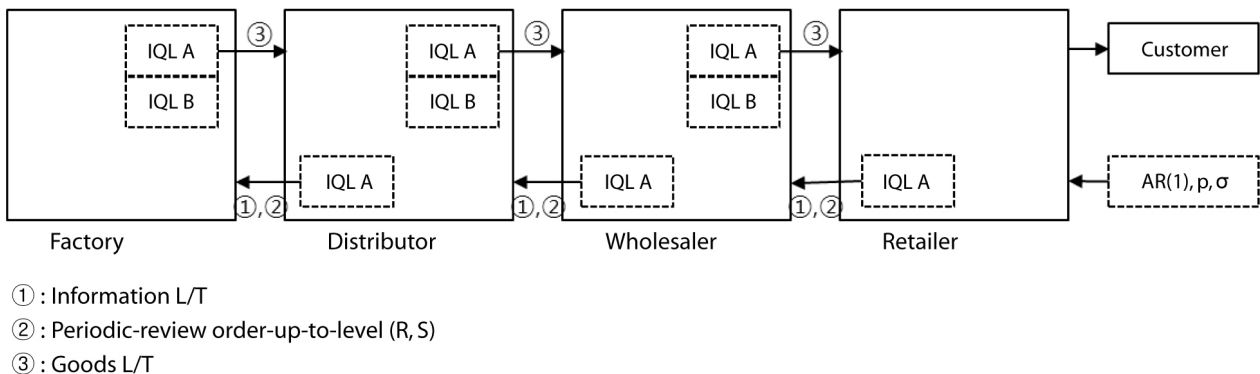 ③ ③ ③
IQL A IQL A IQL A Customer
IQL B IQL B IQL B
IQL A IQL A IQL A AR(1), p, σ
①,② ①,② ①,②
Factory Distributor Wholesaler Retailer
① : Information L/T
② : Periodic-review order-up-to-level (R, S)
③ : Goods L/T